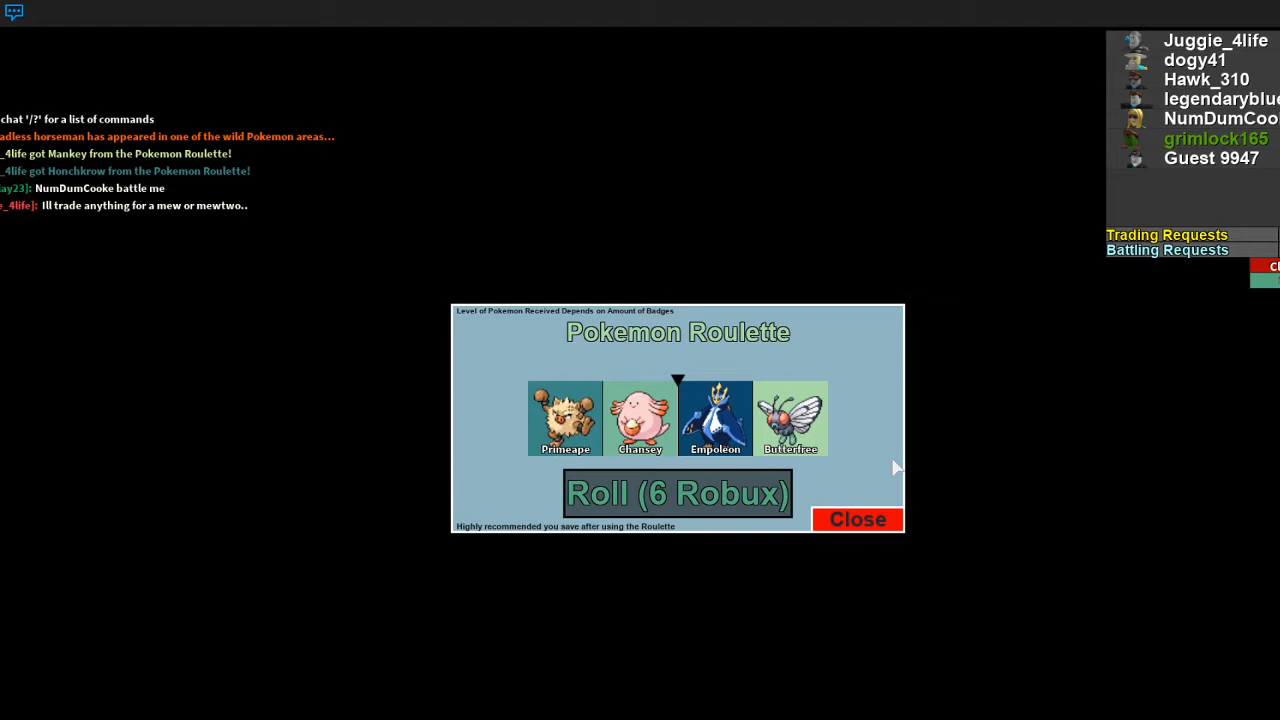 Juggie_4life
dogy41
Hawk_310
legendaryblue
NumDumCoo
grimlock165
Guest 9947
chat '/?' for a list of commands
adless horseman has appeared in one of the wild Pokemon areas...
_4life got Mankey from the Pokemon Roulette!
_4life got Honchkrow from the Pokemon Roulette!
lay23]: NumDumCooke battle me
e_4life]: Ill trade anything for a mew or mewtwo..
Trading Requests
Battling Requests
Level of Pokemon Received Depends on Amount of Badges
Pokemon Roulette
Primeape Chansey Empoleon Butterfree
Roll (6 Robux)
Close
Highly recommended you save after using the Roulette